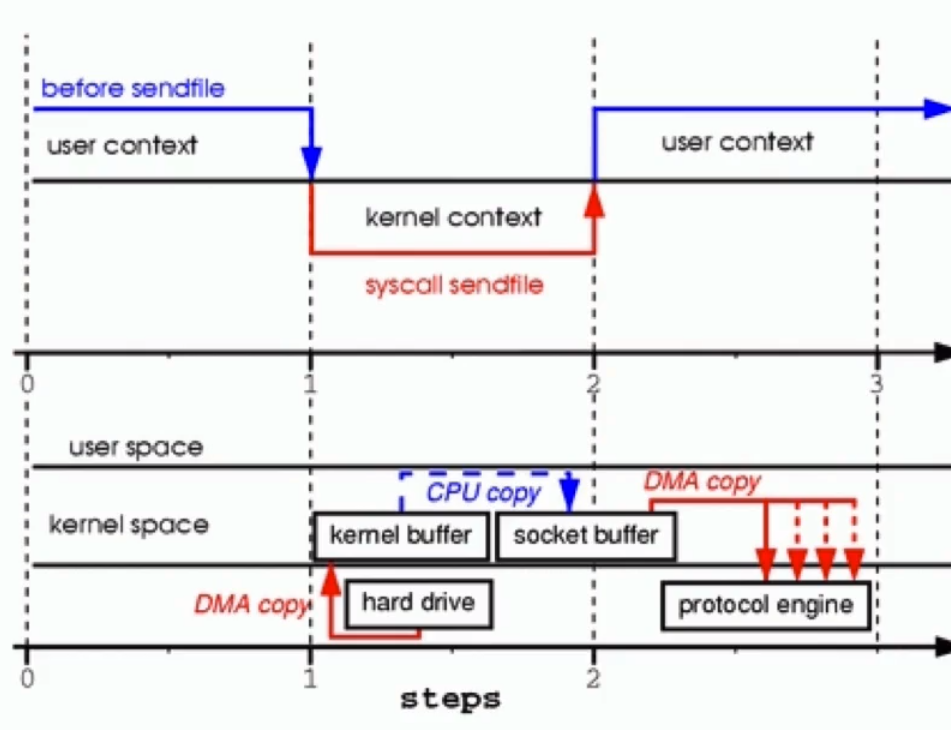 before sendfile
user context
user context
kernel context
syscall sendfile
0 1 2 3
user space
CPU copy
DMA copy
kernel space
kernel buffer
socket buffer
DMA copy
hard drive
protocol engine
1 2
steps